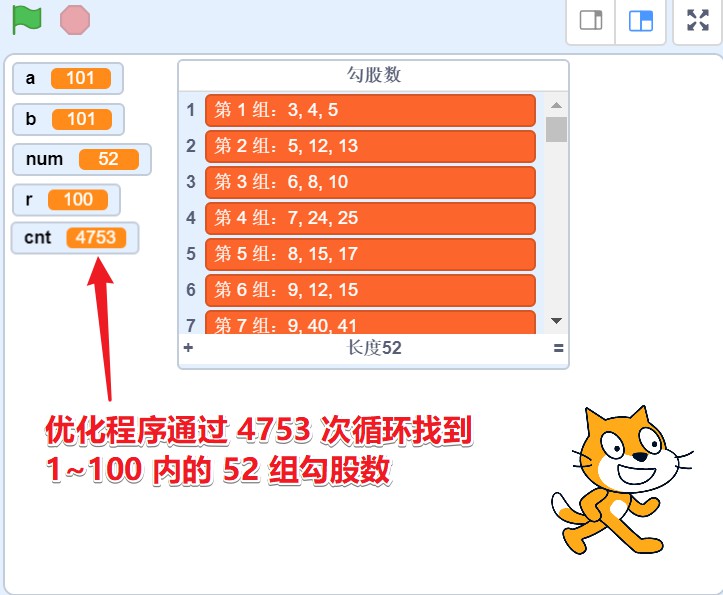 a 101
b 101
num 52
r 100
cnt 4753
勾股数
1 第 1 组：3, 4, 5
2 第 2 组：5, 12, 13
3 第 3 组：6, 8, 10
4 第 4 组：7, 24, 25
5 第 5 组：8, 15, 17
6 第 6 组：9, 12, 15
7 第 7 组：9, 40, 41
+ 长度52 =
优化程序通过 4753 次循环找到
1~100 内的 52 组勾股数